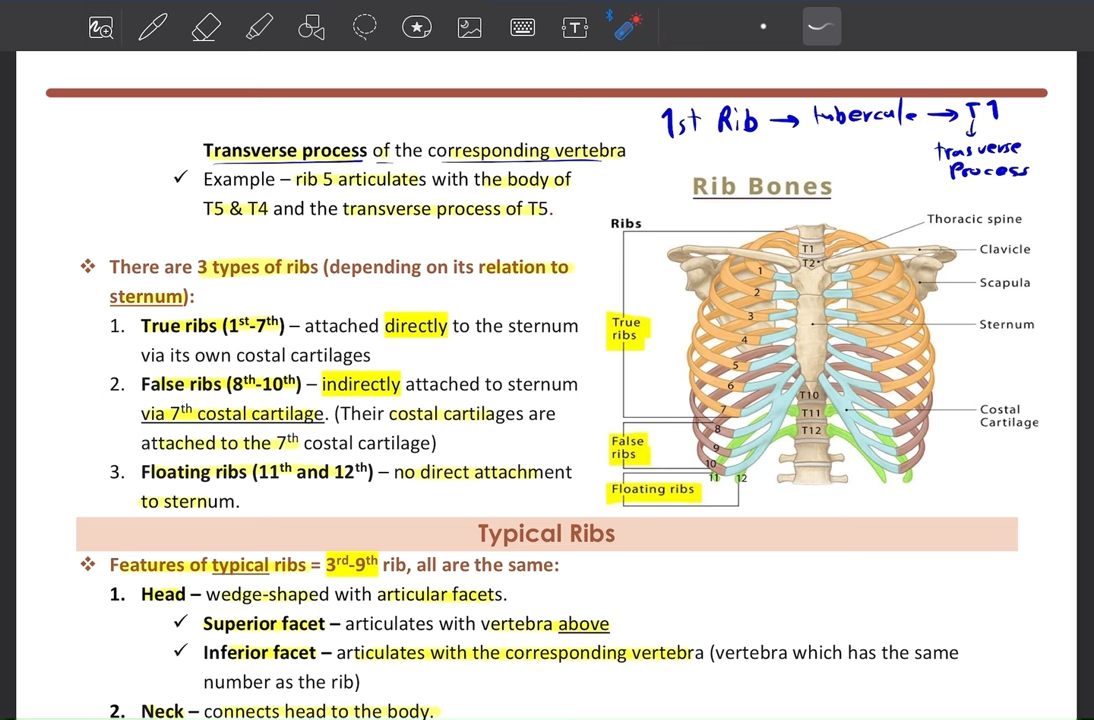 1st Rib → tubercule → T1
↓
trasverse
Process
Transverse process of the corresponding vertebra
✓ Example – rib 5 articulates with the body of
T5 & T4 and the transverse process of T5.
❖ There are 3 types of ribs (depending on its relation to
sternum):
1. True ribs (1st-7th) – attached directly to the sternum
via its own costal cartilages
2. False ribs (8th-10th) – indirectly attached to sternum
via 7th costal cartilage. (Their costal cartilages are
attached to the 7th costal cartilage)
3. Floating ribs (11th and 12th) – no direct attachment
to sternum.
Rib Bones
Ribs
True
ribs
False
ribs
Floating ribs
Thoracic spine
Clavicle
Scapula
Sternum
Costal
Cartilage
T1
T2
1
2
3
4
5
6
7
8
9
10
11
12
T10
T11
T12
Typical Ribs
❖ Features of typical ribs = 3rd-9th rib, all are the same:
1. Head – wedge-shaped with articular facets.
✓ Superior facet – articulates with vertebra above
✓ Inferior facet – articulates with the corresponding vertebra (vertebra which has the same
number as the rib)
2. Neck – connects head to the body.